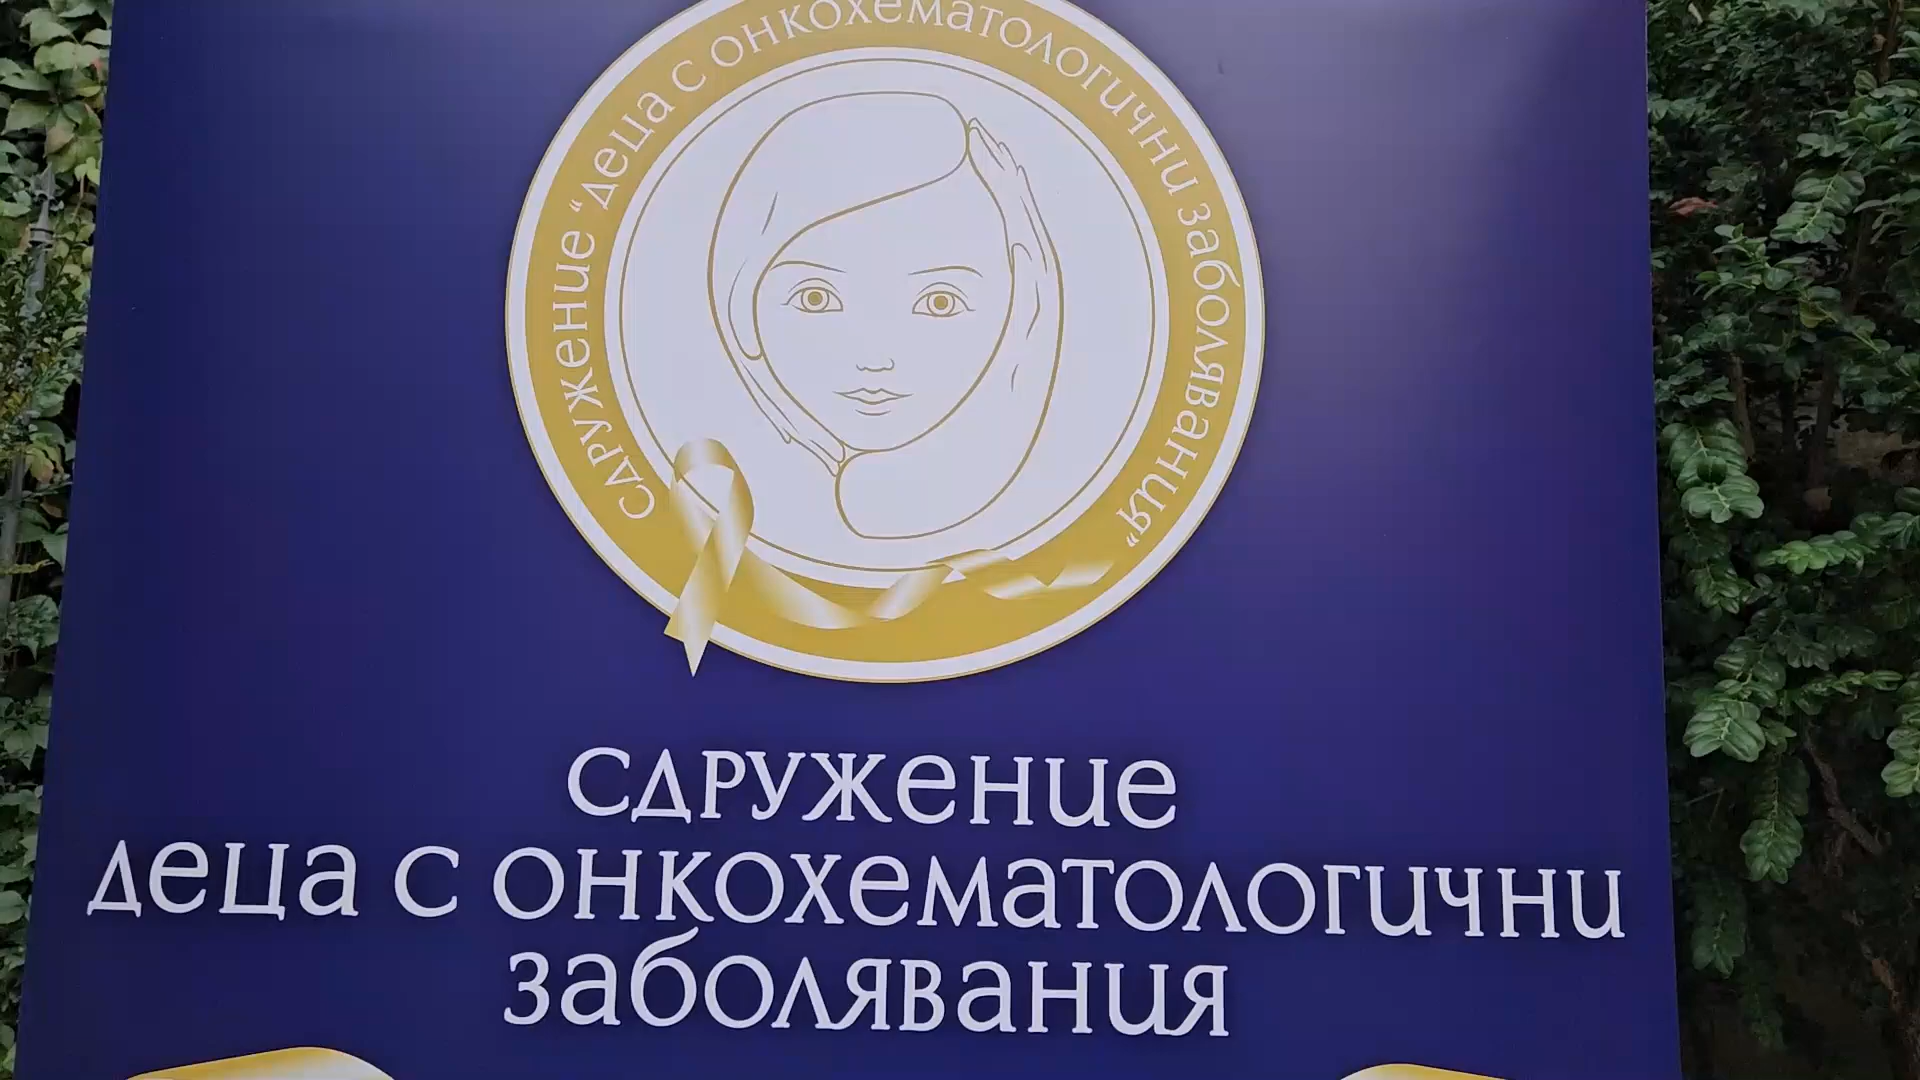 Сдружение "Деца с онкохематологични заболявания"
Сдружение
Деца с онкохематологични
заболявания